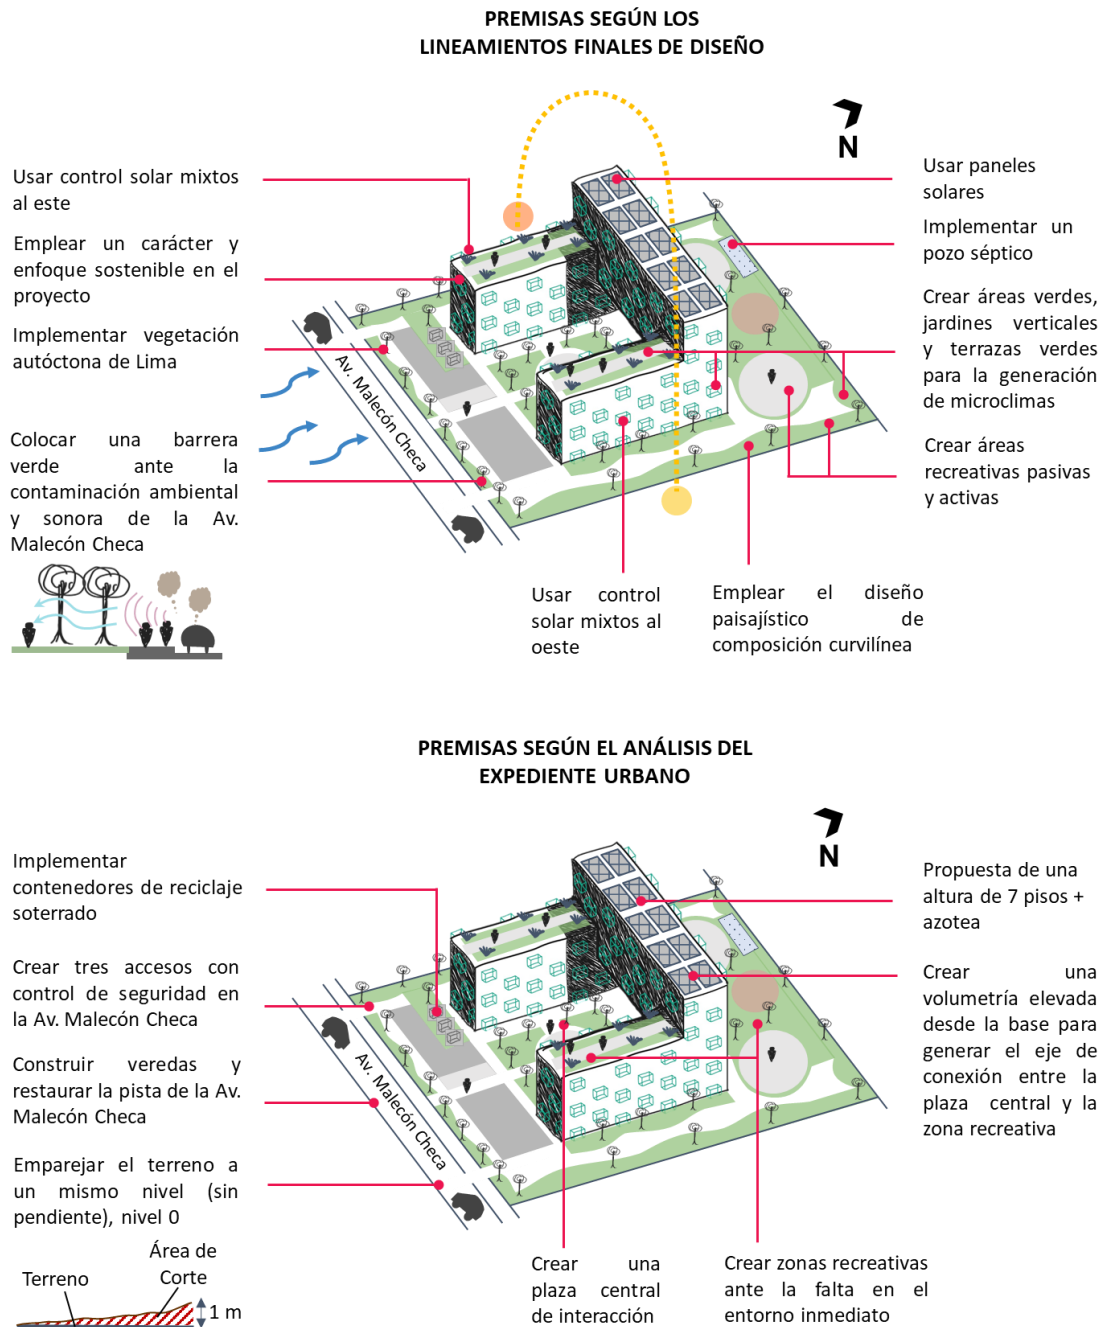 PREMISAS SEGÚN LOS
LINEAMIENTOS FINALES DE DISEÑO
N
Usar control solar mixtos
al este
Emplear un carácter y
enfoque sostenible en el
proyecto
Implementar vegetación
autóctona de Lima
Colocar una barrera
verde ante la
contaminación ambiental
y sonora de la Av.
Malecón Checa
Av. Malecón Checa
Usar paneles
solares
Implementar un
pozo séptico
Crear áreas verdes,
jardines verticales
y terrazas verdes
para la generación
de microclimas
Crear áreas
recreativas pasivas
y activas
Usar control
solar mixtos al
oeste
Emplear el diseño
paisajístico de
composición curvilínea
PREMISAS SEGÚN EL ANÁLISIS DEL
EXPEDIENTE URBANO
N
Implementar
contenedores de reciclaje
soterrado
Crear tres accesos con
control de seguridad en
la Av. Malecón Checa
Construir veredas y
restaurar la pista de la Av.
Malecón Checa
Emparejar el terreno a
un mismo nivel (sin
pendiente), nivel 0
Área de
Corte
Terreno
1 m
Av. Malecón Checa
Propuesta de una
altura de 7 pisos +
azotea
Crear una
volumetría elevada
desde la base para
generar el eje de
conexión entre la
plaza central y la
zona recreativa
Crear una
plaza central
de interacción
Crear zonas recreativas
ante la falta en el
entorno inmediato